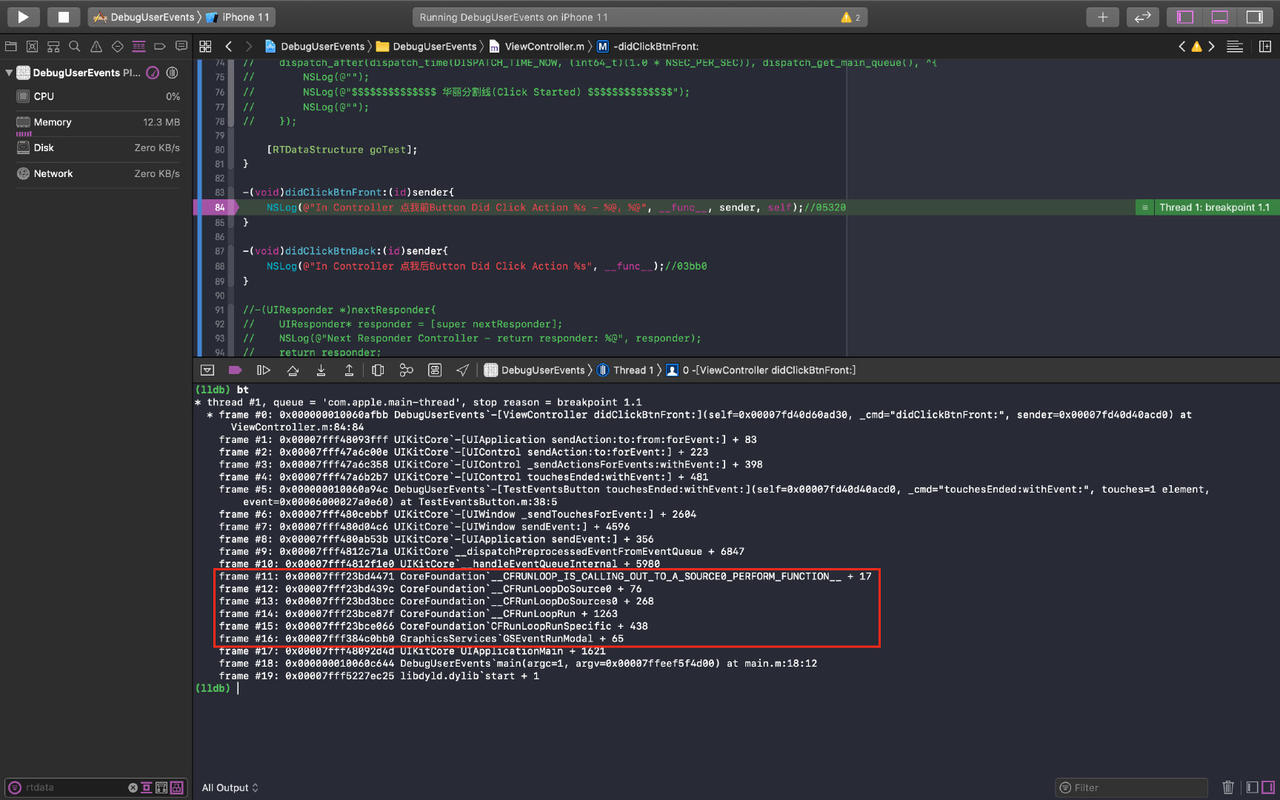 DebugUserEvents
iPhone 11
Running DebugUserEvents on iPhone 11
2
DebugUserEvents
DebugUserEvents
ViewController.m
M
-didClickBtnFront:
DebugUserEvents PI...
CPU
0%
Memory
12.3 MB
Disk
Zero KB/s
Network
Zero KB/s
74 // dispatch_after(dispatch_time(DISPATCH_TIME_NOW, (int64_t)(1.0 * NSEC_PER_SEC)), dispatch_get_main_queue(), ^{
75 // NSLog(@"");
76 // NSLog(@"$$$$$$$$$$$$$$ 华丽分割线(Click Started) $$$$$$$$$$$$$$");
77 // NSLog(@"");
78 // });
79
80 [RTDataStructure goTest];
81 }
82
83 -(void)didClickBtnFront:(id)sender{
84 NSLog(@"In Controller 点我前Button Did Click Action %s - %@, %@", __func__, sender, self);//05320
Thread 1: breakpoint 1.1
85 }
86
87 -(void)didClickBtnBack:(id)sender{
88 NSLog(@"In Controller 点我后Button Did Click Action %s", __func__);//03bb0
89 }
90
91 //-(UIResponder *)nextResponder{
92 // UIResponder* responder = [super nextResponder];
93 // NSLog(@"Next Responder Controller - return responder: %@", responder);
94 // return responder;
DebugUserEvents
Thread 1
0 -[ViewController didClickBtnFront:]
(lldb) bt
* thread #1, queue = 'com.apple.main-thread', stop reason = breakpoint 1.1
* frame #0: 0x000000010060afbb DebugUserEvents`-[ViewController didClickBtnFront:](self=0x00007fd40d60ad30, _cmd="didClickBtnFront:", sender=0x00007fd40d40acd0) at
ViewController.m:84:84
frame #1: 0x00007fff48093fff UIKitCore`-[UIApplication sendAction:to:from:forEvent:] + 83
frame #2: 0x00007fff47a6c00e UIKitCore`-[UIControl sendAction:to:forEvent:] + 223
frame #3: 0x00007fff47a6c358 UIKitCore`-[UIControl _sendActionsForEvents:withEvent:] + 398
frame #4: 0x00007fff47a6b2b7 UIKitCore`-[UIControl touchesEnded:withEvent:] + 481
frame #5: 0x000000010060a94c DebugUserEvents`-[TestEventsButton touchesEnded:withEvent:](self=0x00007fd40d40acd0, _cmd="touchesEnded:withEvent:", touches=1 element,
event=0x00006000027a0e60) at TestEventsButton.m:38:5
frame #6: 0x00007fff480cebbf UIKitCore`-[UIWindow _sendTouchesForEvent:] + 2604
frame #7: 0x00007fff480d04c6 UIKitCore`-[UIWindow sendEvent:] + 4596
frame #8: 0x00007fff480ab53b UIKitCore`-[UIApplication sendEvent:] + 356
frame #9: 0x00007fff4812c71a UIKitCore`__dispatchPreprocessedEventFromEventQueue + 6847
frame #10: 0x00007fff4812f1e0 UIKitCore`__handleEventQueueInternal + 5980
frame #11: 0x00007fff23bd4471 CoreFoundation`__CFRUNLOOP_IS_CALLING_OUT_TO_A_SOURCE0_PERFORM_FUNCTION__ + 17
frame #12: 0x00007fff23bd439c CoreFoundation`__CFRunLoopDoSource0 + 76
frame #13: 0x00007fff23bd3bcc CoreFoundation`__CFRunLoopDoSources0 + 268
frame #14: 0x00007fff23bce87f CoreFoundation`__CFRunLoopRun + 1263
frame #15: 0x00007fff23bce066 CoreFoundation`CFRunLoopRunSpecific + 438
frame #16: 0x00007fff384c0bb0 GraphicsServices`GSEventRunModal + 65
frame #17: 0x00007fff48092d4d UIKitCore`UIApplicationMain + 1621
frame #18: 0x000000010060c644 DebugUserEvents`main(argc=1, argv=0x00007ffeef5f4d00) at main.m:18:12
frame #19: 0x00007fff5227ec25 libdyld.dylib`start + 1
(lldb)
rtdata
All Output
Filter